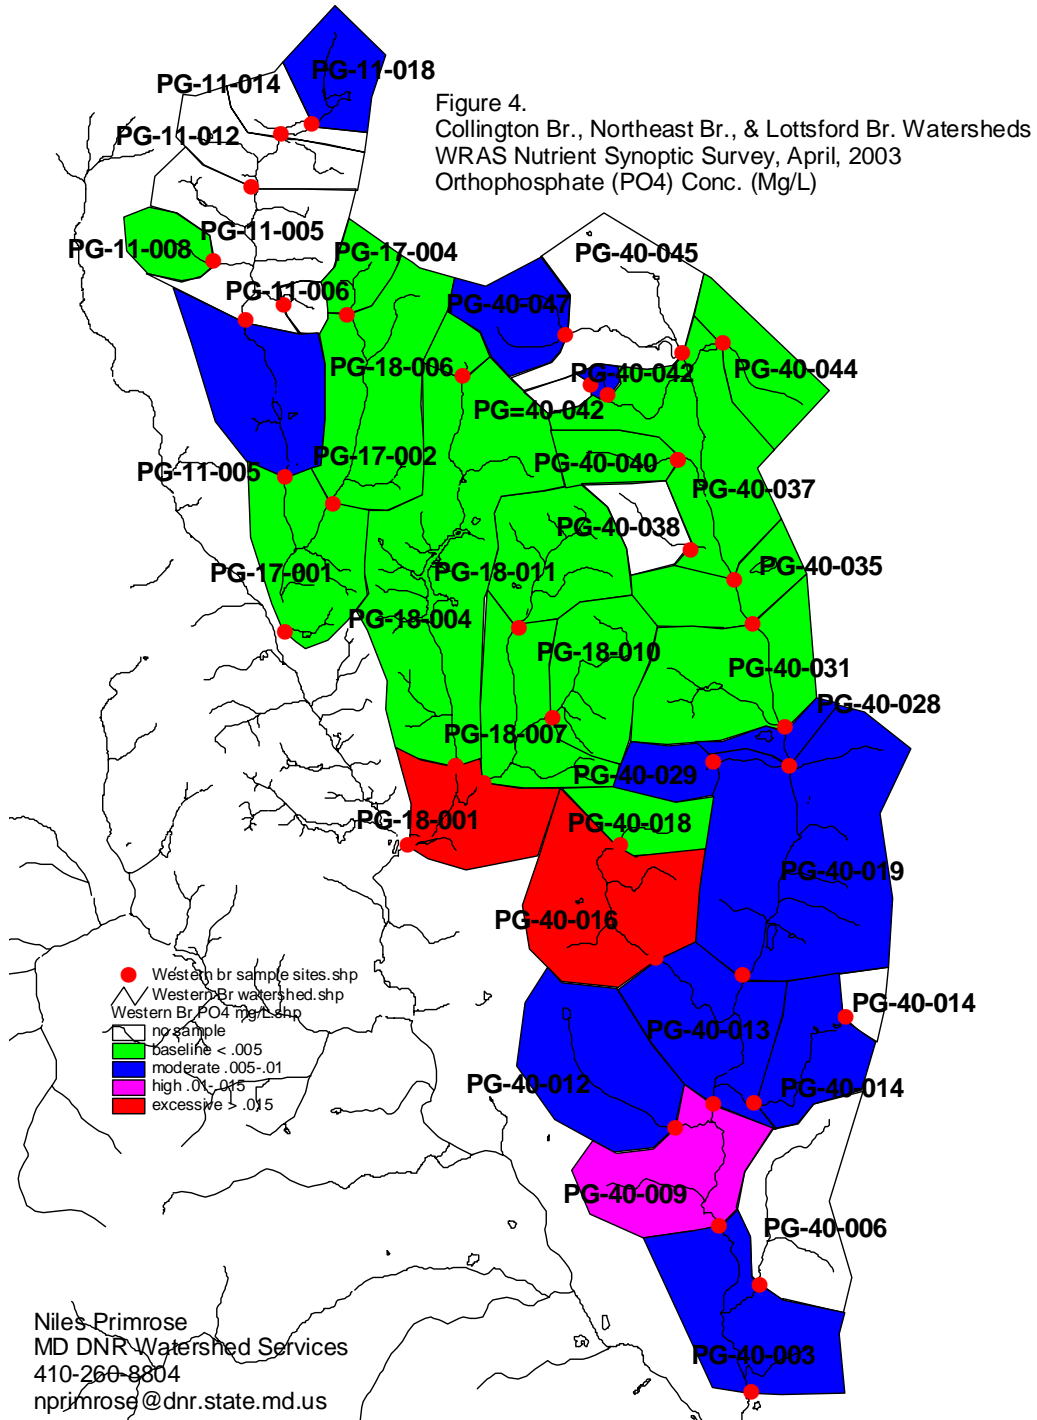 PG-11-018
PG-11-014
Figure 4.
Collington Br., Northeast Br., & Lottsford Br. Watersheds
WRAS Nutrient Synoptic Survey, April, 2003
Orthophosphate (PO4) Conc. (Mg/L)
PG-11-012
PG-11-005
PG-11-008
PG-17-004
PG-40-045
PG-11-006
PG-40-047
PG-18-006
PG-40-042
PG-40-044
PG=40-042
PG-17-002
PG-40-040
PG-11-005
PG-40-037
PG-40-038
PG-17-001
PG-18-011
PG-40-035
PG-18-004
PG-18-010
PG-40-031
PG-40-028
PG-18-007
PG-40-029
PG-18-001
PG-40-018
PG-40-019
PG-40-016
Western br sample sites.shp
Western Br watershed.shp
Western Br PO4 mg/L.shp
no sample
baseline < .005
moderate .005-.01
high .01-.015
excessive > .015
PG-40-014
PG-40-013
PG-40-012
PG-40-014
PG-40-009
PG-40-006
PG-40-003
Niles Primrose
MD DNR Watershed Services
410-260-8804
nprimrose@dnr.state.md.us